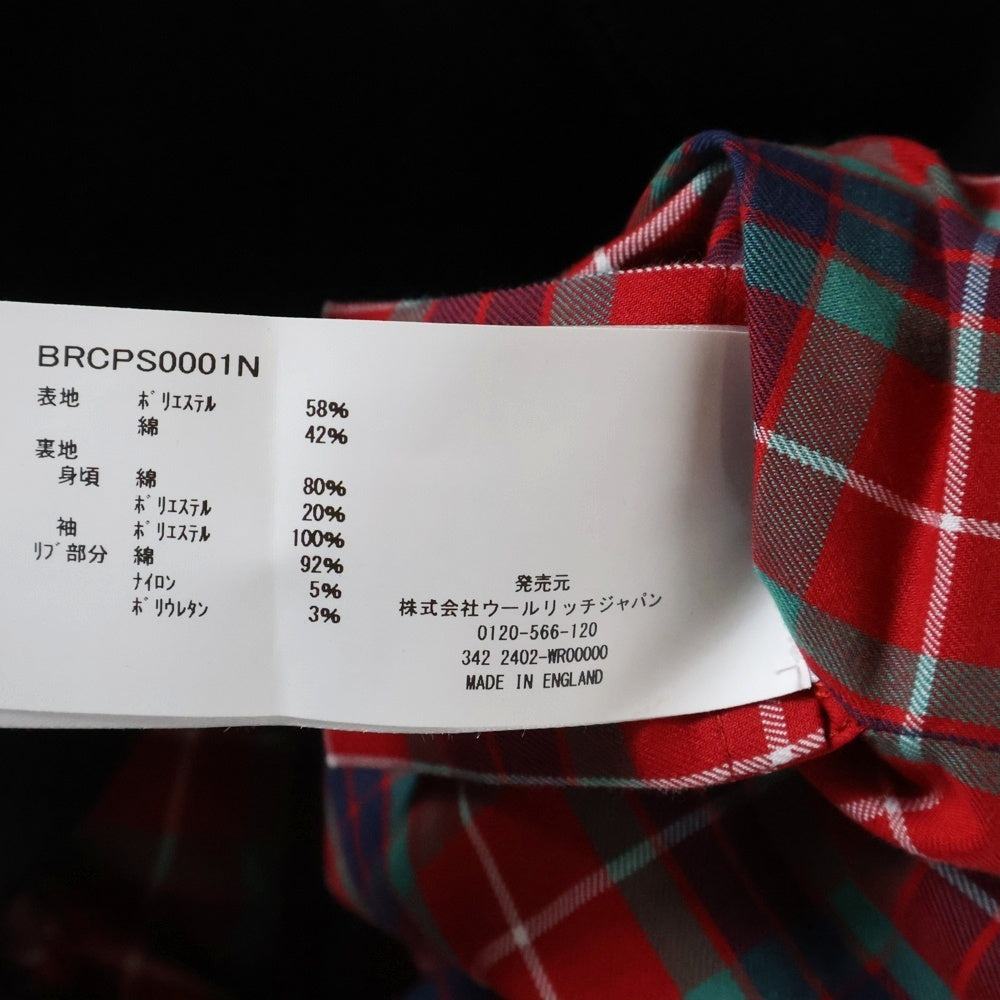 BRCPS0001N
表地 ﾎﾟﾘｴｽﾃﾙ 58%
綿 42%
裏地
身頃 綿 80%
ﾎﾟﾘｴｽﾃﾙ 20%
袖 ﾎﾟﾘｴｽﾃﾙ 100%
ﾘﾌﾞ部分 綿 92%
ﾅｲﾛﾝ 5%
ﾎﾟﾘｳﾚﾀﾝ 3%
発売元
株式会社ウールリッチジャパン
0120-566-120
342 2402-WR00000
MADE IN ENGLAND